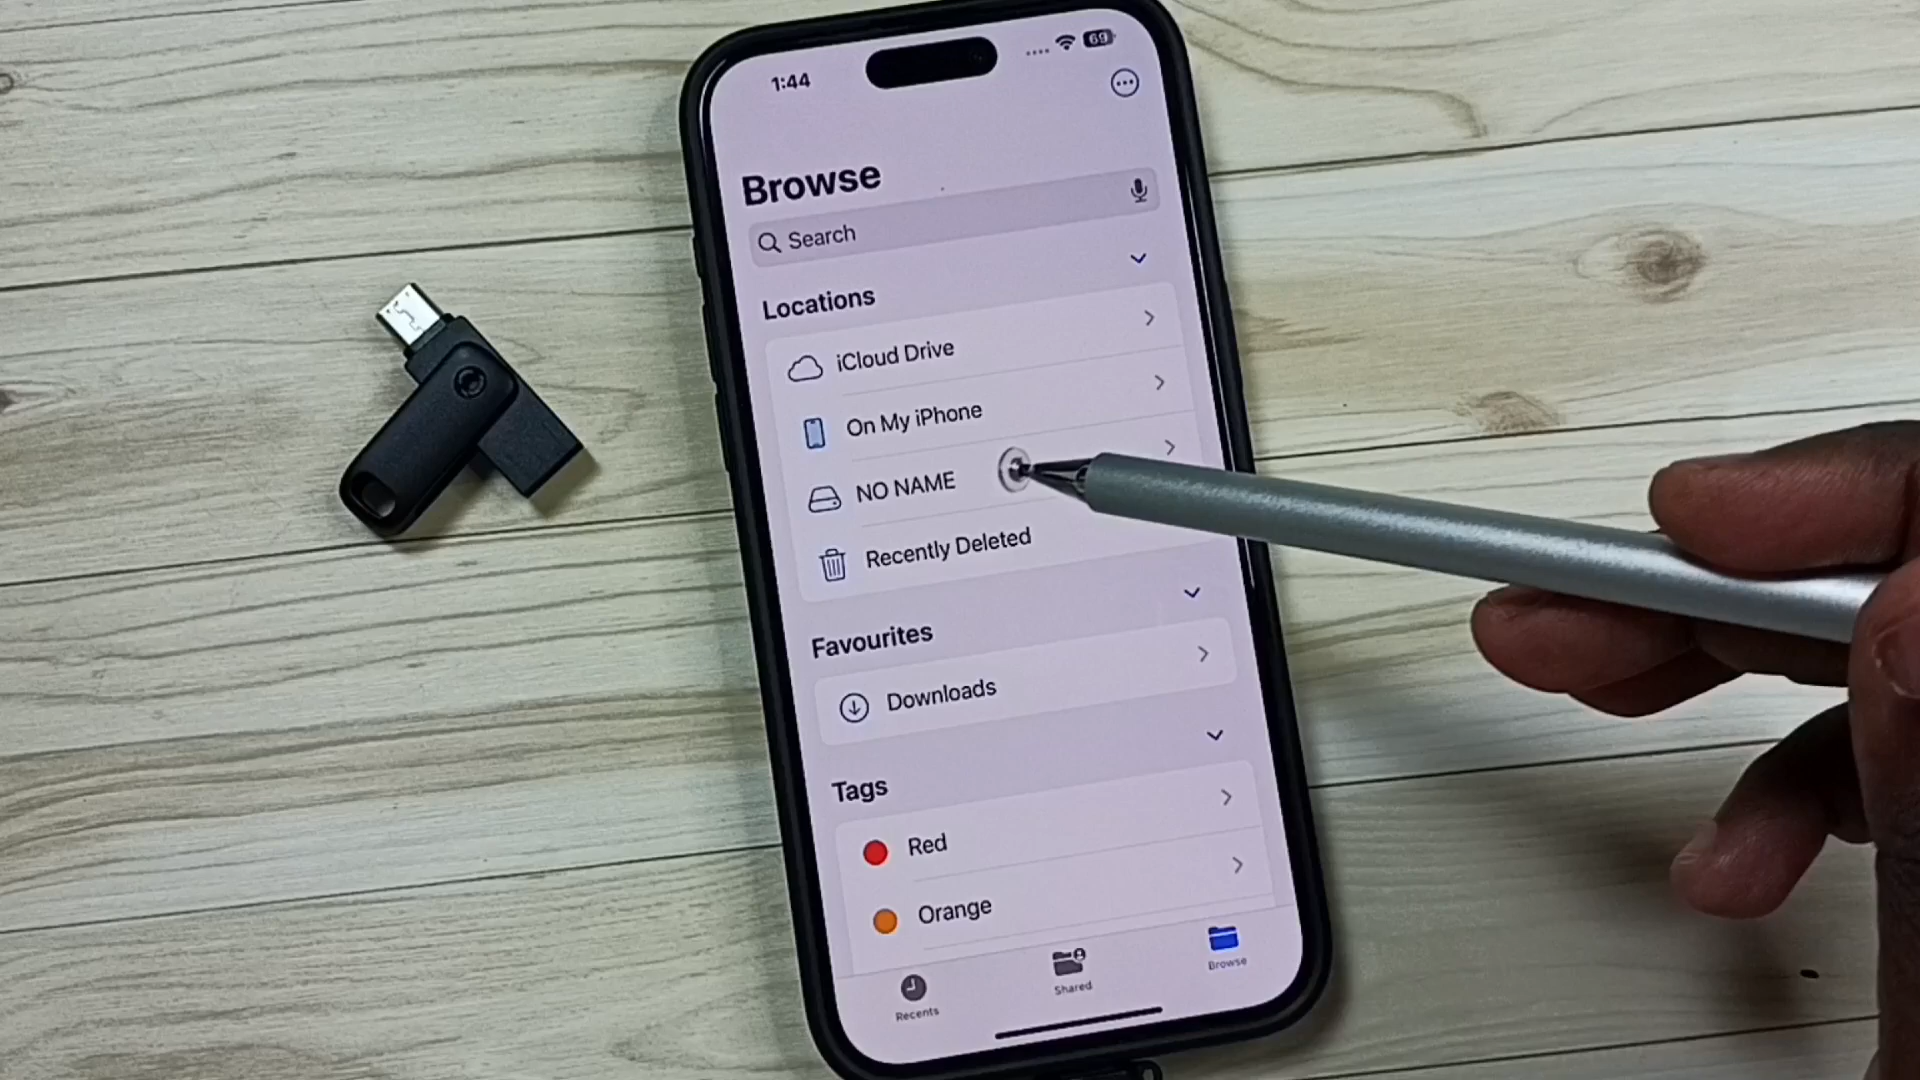 1:44
69
Browse
Search
Locations
iCloud Drive
On My iPhone
NO NAME
Recently Deleted
Favourites
Downloads
Tags
Red
Orange
Recents
Shared
Browse